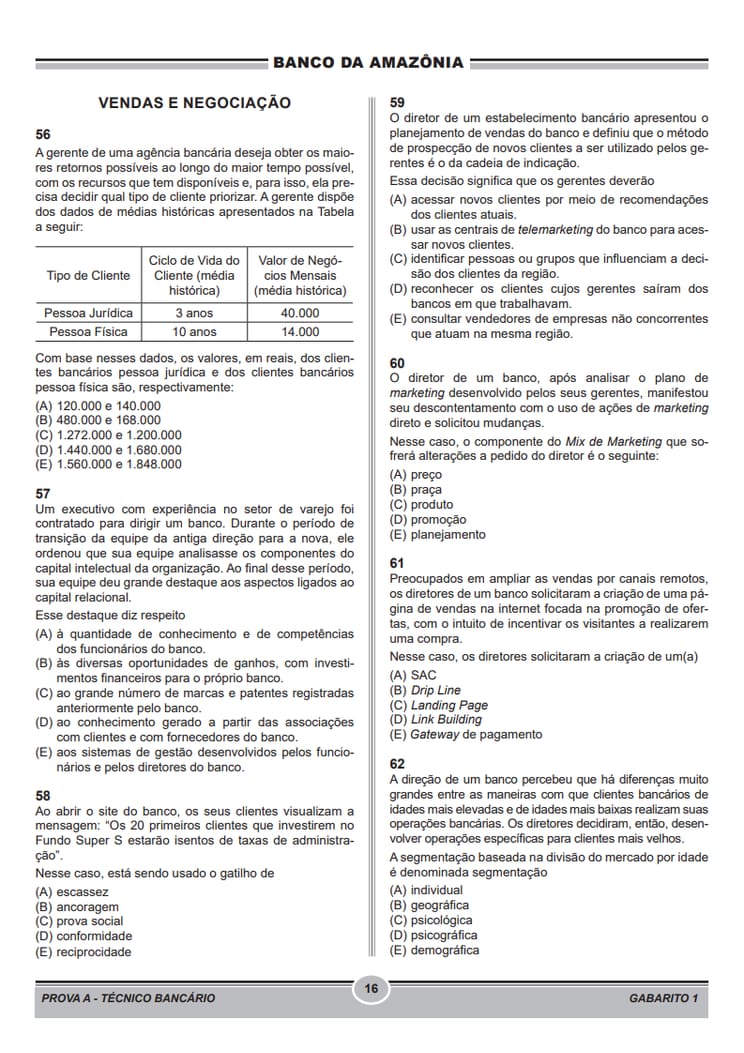 BANCO DA AMAZÔNIA
VENDAS E NEGOCIAÇÃO
56
A gerente de uma agência bancária deseja obter os maio-
res retornos possíveis ao longo do maior tempo possível,
com os recursos que tem disponíveis e, para isso, ela pre-
cisa decidir qual tipo de cliente priorizar. A gerente dispõe
dos dados de médias históricas apresentados na Tabela
a seguir:
Tipo de Cliente
Ciclo de Vida do
Cliente (média
histórica)
Valor de Negó-
cios Mensais
(média histórica)
Pessoa Jurídica 3 anos 40.000
Pessoa Física 10 anos 14.000
Com base nesses dados, os valores, em reais, dos clien-
tes bancários pessoa jurídica e dos clientes bancários
pessoa física são, respectivamente:
(A) 120.000 e 140.000
(B) 480.000 e 168.000
(C) 1.272.000 e 1.200.000
(D) 1.440.000 e 1.680.000
(E) 1.560.000 e 1.848.000
57
Um executivo com experiência no setor de varejo foi
contratado para dirigir um banco. Durante o período de
transição da equipe da antiga direção para a nova, ele
ordenou que sua equipe analisasse os componentes do
capital intelectual da organização. Ao final desse período,
sua equipe deu grande destaque aos aspectos ligados ao
capital relacional.
Esse destaque diz respeito
(A) à quantidade de conhecimento e de competências
dos funcionários do banco.
(B) às diversas oportunidades de ganhos, com investi-
mentos financeiros para o próprio banco.
(C) ao grande número de marcas e patentes registradas
anteriormente pelo banco.
(D) ao conhecimento gerado a partir das associações
com clientes e com fornecedores do banco.
(E) aos sistemas de gestão desenvolvidos pelos funcio-
nários e pelos diretores do banco.
58
Ao abrir o site do banco, os seus clientes visualizam a
mensagem: “Os 20 primeiros clientes que investirem no
Fundo Super S estarão isentos de taxas de administra-
ção”.
Nesse caso, está sendo usado o gatilho de
(A) escassez
(B) ancoragem
(C) prova social
(D) conformidade
(E) reciprocidade
59
O diretor de um estabelecimento bancário apresentou o
planejamento de vendas do banco e definiu que o método
de prospecção de novos clientes a ser utilizado pelos ge-
rentes é o da cadeia de indicação.
Essa decisão significa que os gerentes deverão
(A) acessar novos clientes por meio de recomendações
dos clientes atuais.
(B) usar as centrais de telemarketing do banco para aces-
sar novos clientes.
(C) identificar pessoas ou grupos que influenciam a deci-
são dos clientes da região.
(D) reconhecer os clientes cujos gerentes saíram dos
bancos em que trabalhavam.
(E) consultar vendedores de empresas não concorrentes
que atuam na mesma região.
60
O diretor de um banco, após analisar o plano de
marketing desenvolvido pelos seus gerentes, manifestou
seu descontentamento com o uso de ações de marketing
direto e solicitou mudanças.
Nesse caso, o componente do Mix de Marketing que so-
frerá alterações a pedido do diretor é o seguinte:
(A) preço
(B) praça
(C) produto
(D) promoção
(E) planejamento
61
Preocupados em ampliar as vendas por canais remotos,
os diretores de um banco solicitaram a criação de uma pá-
gina de vendas na internet focada na promoção de ofer-
tas, com o intuito de incentivar os visitantes a realizarem
uma compra.
Nesse caso, os diretores solicitaram a criação de um(a)
(A) SAC
(B) Drip Line
(C) Landing Page
(D) Link Building
(E) Gateway de pagamento
62
A direção de um banco percebeu que há diferenças muito
grandes entre as maneiras com que clientes bancários de
idades mais elevadas e de idades mais baixas realizam suas
operações bancárias. Os diretores decidiram, então, desen-
volver operações específicas para clientes mais velhos.
A segmentação baseada na divisão do mercado por idade
é denominada segmentação
(A) individual
(B) geográfica
(C) psicológica
(D) psicográfica
(E) demográfica
PROVA A - TÉCNICO BANCÁRIO
16
GABARITO 1